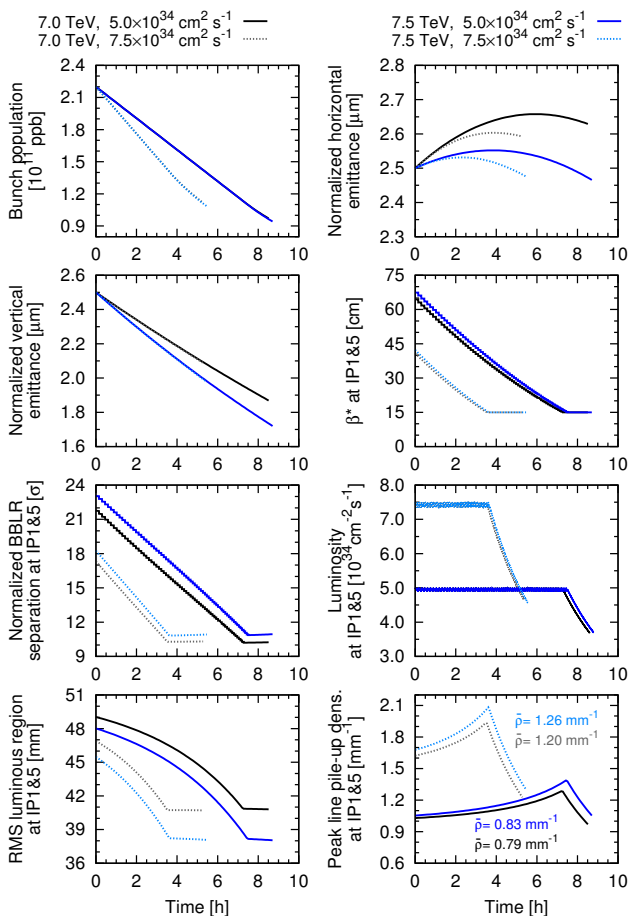 7.0 TeV, 5.0×10³⁴ cm² s⁻¹
7.0 TeV, 7.5×10³⁴ cm² s⁻¹
7.5 TeV, 5.0×10³⁴ cm² s⁻¹
7.5 TeV, 7.5×10³⁴ cm² s⁻¹
Bunch population
[10¹¹ ppb]
2.4
2.1
1.8
1.5
1.2
0.9
0 2 4 6 8 10
Normalized horizontal
emittance [µm]
2.8
2.7
2.6
2.5
2.4
2.3
0 2 4 6 8 10
Normalized vertical
emittance [µm]
2.6
2.4
2.2
2.0
1.8
1.6
0 2 4 6 8 10
β* at IP1&5 [cm]
75
60
45
30
15
0
0 2 4 6 8 10
Normalized BBLR
separation at IP1&5 [σ]
24
21
18
15
12
9
0 2 4 6 8 10
Luminosity
at IP1&5 [10³⁴ cm⁻² s⁻¹]
8.0
7.0
6.0
5.0
4.0
3.0
0 2 4 6 8 10
RMS luminous region
at IP1&5 [mm]
51
48
45
42
39
36
0 2 4 6 8 10
Time [h]
Peak line pile-up dens.
at IP1&5 [mm⁻¹]
2.1
1.8
1.5
1.2
0.9
0.6
ρ̄= 1.26 mm⁻¹
ρ̄= 1.20 mm⁻¹
ρ̄= 0.83 mm⁻¹
ρ̄= 0.79 mm⁻¹
0 2 4 6 8 10
Time [h]